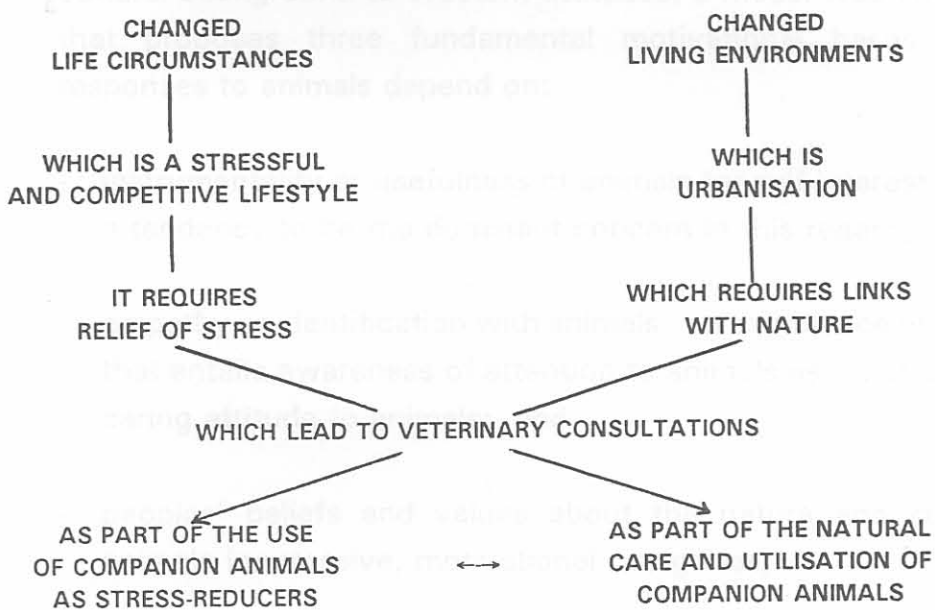 CHANGED
LIFE CIRCUMSTANCES
WHICH IS A STRESSFUL
AND COMPETITIVE LIFESTYLE
IT REQUIRES
RELIEF OF STRESS
CHANGED
LIVING ENVIRONMENTS
WHICH IS
URBANISATION
WHICH REQUIRES LINKS
WITH NATURE
WHICH LEAD TO VETERINARY CONSULTATIONS
AS PART OF THE USE
OF COMPANION ANIMALS
AS STRESS-REDUCERS
AS PART OF THE NATURAL
CARE AND UTILISATION OF
COMPANION ANIMALS